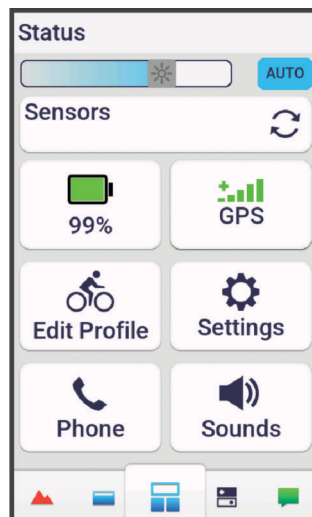 Status
AUTO
Sensors
99%
GPS
Edit Profile
Settings
Phone
Sounds